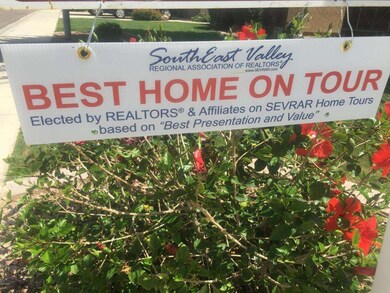 SouthEast Valley
REGIONAL ASSOCIATION OF REALTORS®
BEST HOME ON TOUR
Elected by REALTORS® & Affiliates on SEVRAR Home Tours
based on "Best Presentation and Value"